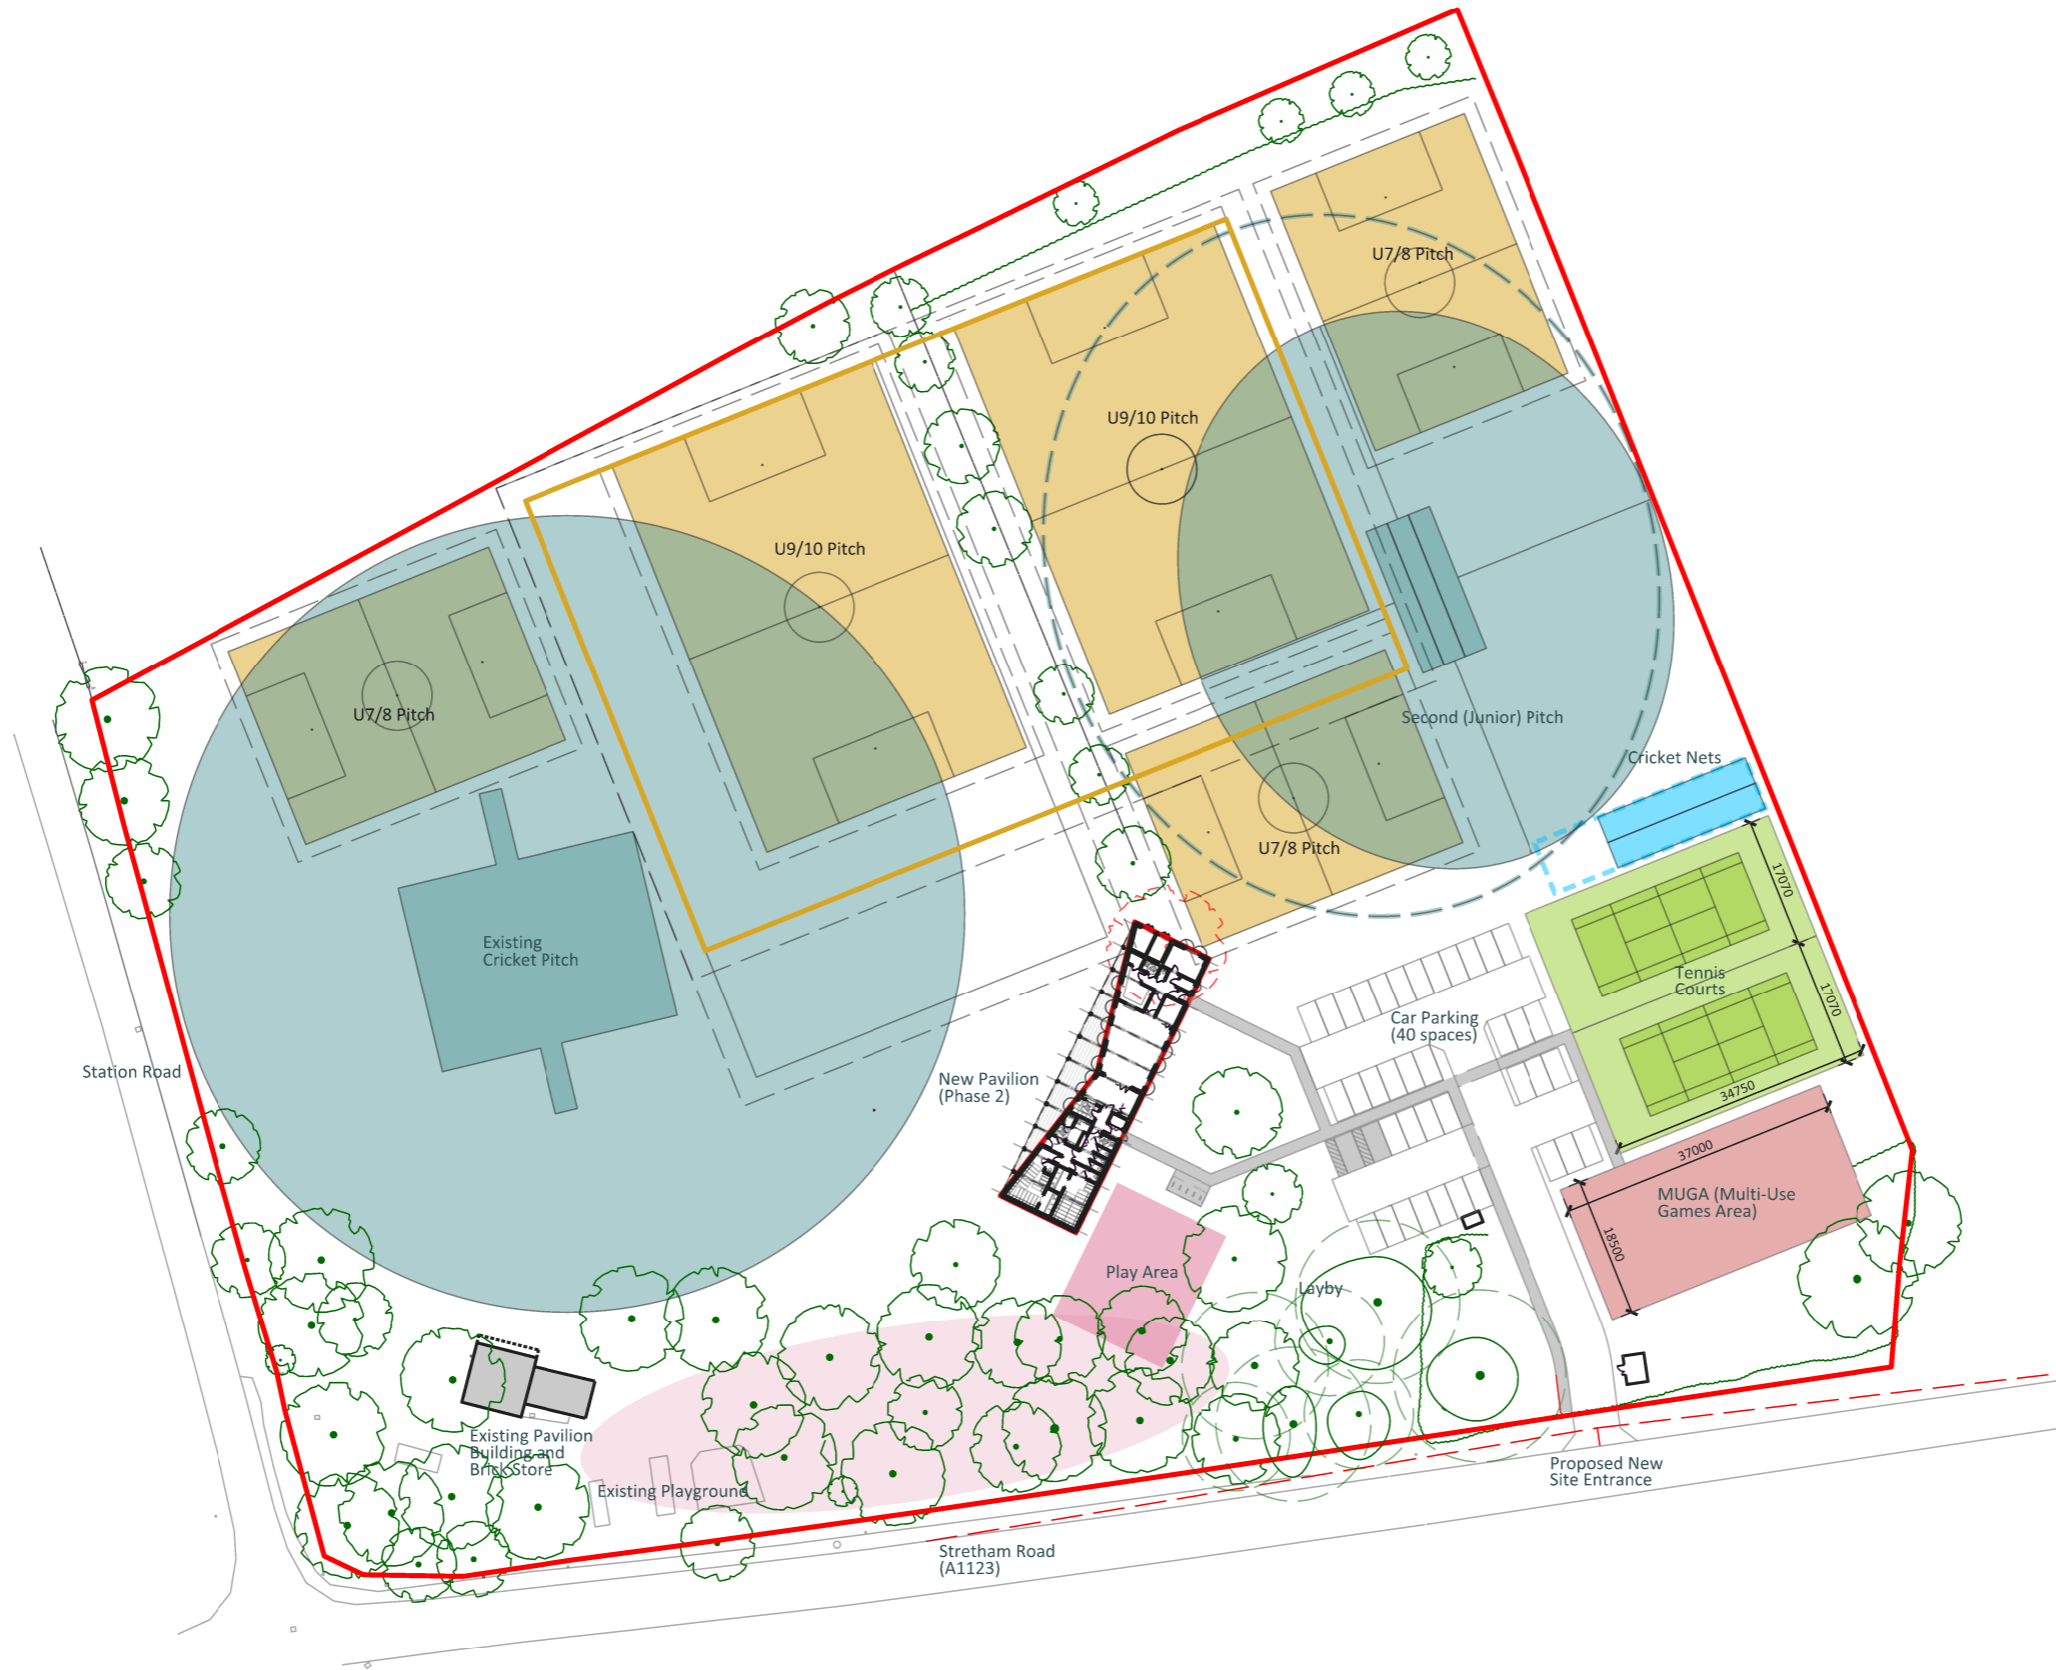 U7/8 Pitch
U9/10 Pitch
U9/10 Pitch
U7/8 Pitch
Second (Junior) Pitch
Cricket Nets
U7/8 Pitch
17070
Existing
Cricket Pitch
Tennis
Courts
17070
Car Parking
(40 spaces)
Station Road
New Pavilion
(Phase 2)
34750
37000
MUGA (Multi-Use
Games Area)
18500
Play Area
Layby
Existing Pavilion
Building and
Brick Store
Existing Playground
Proposed New
Site Entrance
Stretham Road
(A1123)